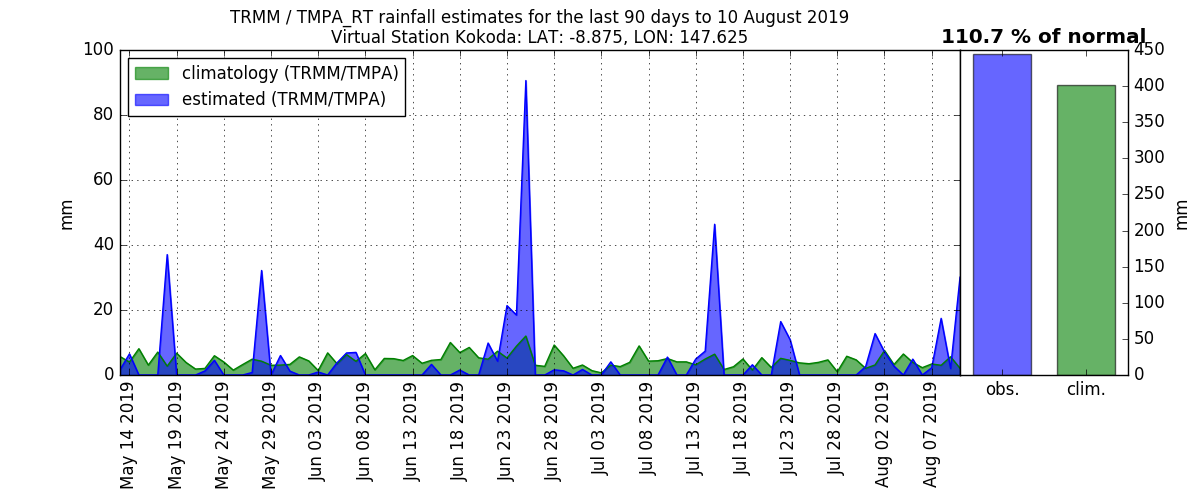 TRMM / TMPA_RT rainfall estimates for the last 90 days to 10 August 2019
Virtual Station Kokoda: LAT: -8.875, LON: 147.625
110.7 % of normal
climatology (TRMM/TMPA)
estimated (TRMM/TMPA)
100
80
60
40
20
0
mm
450
400
350
300
250
200
150
100
50
0
mm
obs.
clim.
May 14 2019
May 19 2019
May 24 2019
May 29 2019
Jun 03 2019
Jun 08 2019
Jun 13 2019
Jun 18 2019
Jun 23 2019
Jun 28 2019
Jul 03 2019
Jul 08 2019
Jul 13 2019
Jul 18 2019
Jul 23 2019
Jul 28 2019
Aug 02 2019
Aug 07 2019